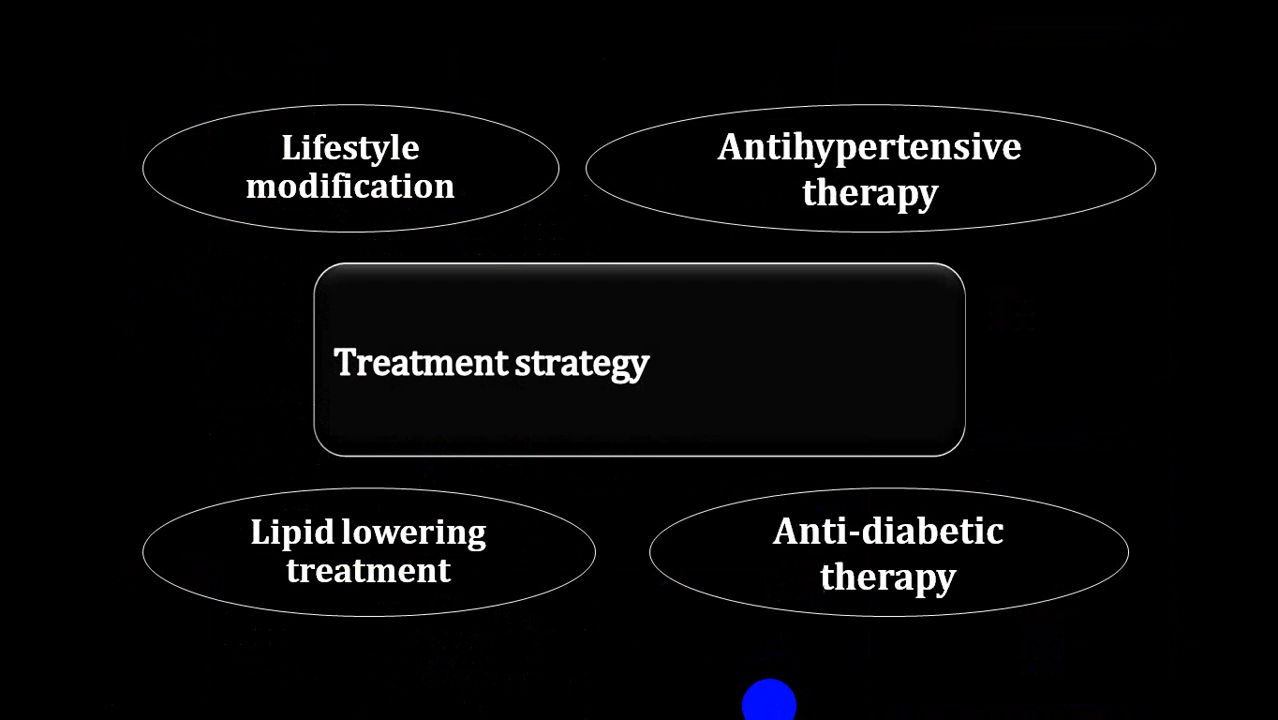 Lifestyle
modification
Antihypertensive
therapy
Treatment strategy
Lipid lowering
treatment
Anti-diabetic
therapy